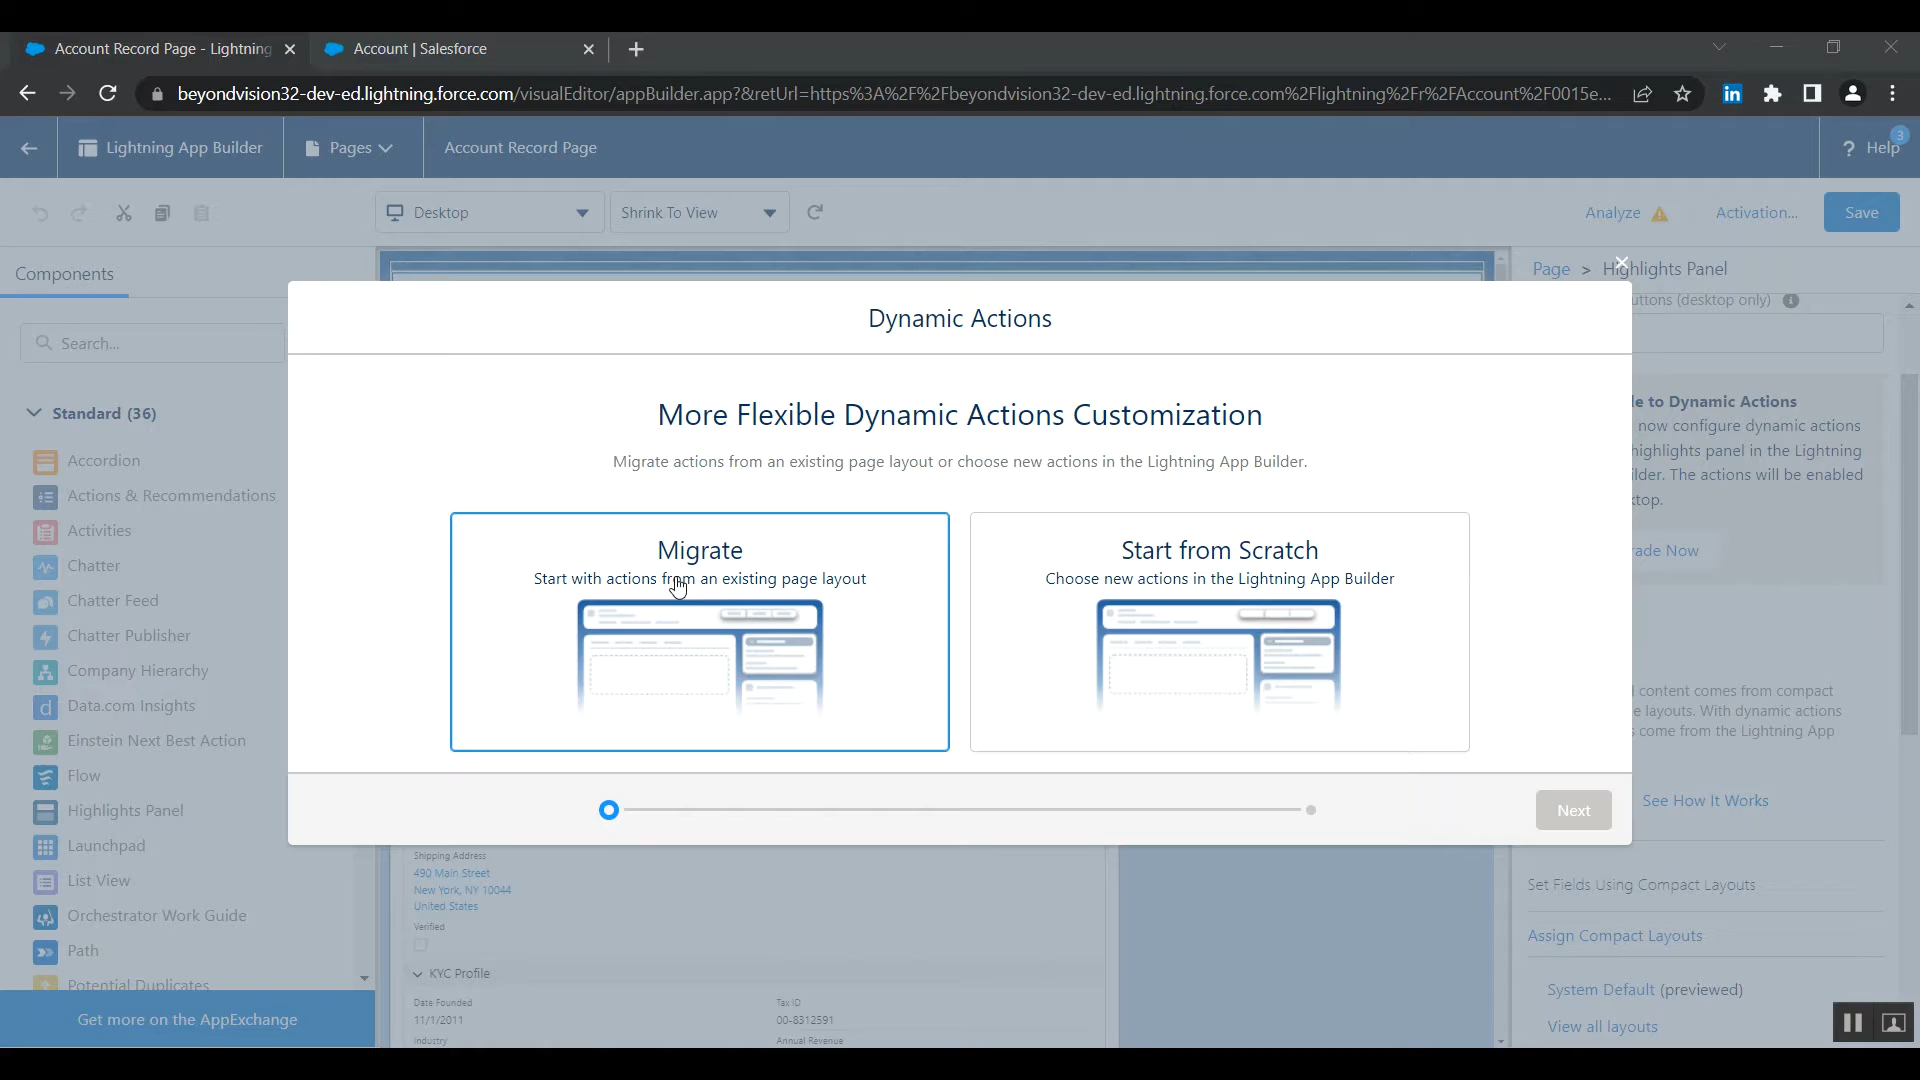 Account Record Page - Lightning
Account | Salesforce
beyondvision32-dev-ed.lightning.force.com/visualEditor/appBuilder.app?&retUrl=https%3A%2F%2Fbeyondvision32-dev-ed.lightning.force.com%2Flightning%2Fr%2FAccount%2F0015e...
Lightning App Builder
Pages
Account Record Page
? Help
3
Desktop
Shrink To View
Analyze
Activation...
Save
Components
Page > Highlights Panel
uttons (desktop only)
Search...
Standard (36)
Accordion
Actions & Recommendations
Activities
Chatter
Chatter Feed
Chatter Publisher
Company Hierarchy
Data.com Insights
Einstein Next Best Action
Flow
Highlights Panel
Launchpad
List View
Orchestrator Work Guide
Path
Potential Duplicates
Get more on the AppExchange
Dynamic Actions
More Flexible Dynamic Actions Customization
Migrate actions from an existing page layout or choose new actions in the Lightning App Builder.
Migrate
Start with actions from an existing page layout
Start from Scratch
Choose new actions in the Lightning App Builder
Next
le to Dynamic Actions
now configure dynamic actions
highlights panel in the Lightning
ilder. The actions will be enabled
ktop.
rade Now
content comes from compact
e layouts. With dynamic actions
s come from the Lightning App
See How It Works
Set Fields Using Compact Layouts
Assign Compact Layouts
System Default (previewed)
View all layouts
Shipping Address
490 Main Street
New York, NY 10044
United States
Verified
KYC Profile
Date Founded
11/1/2011
Tax ID
00-8312591
Industry
Annual Revenue